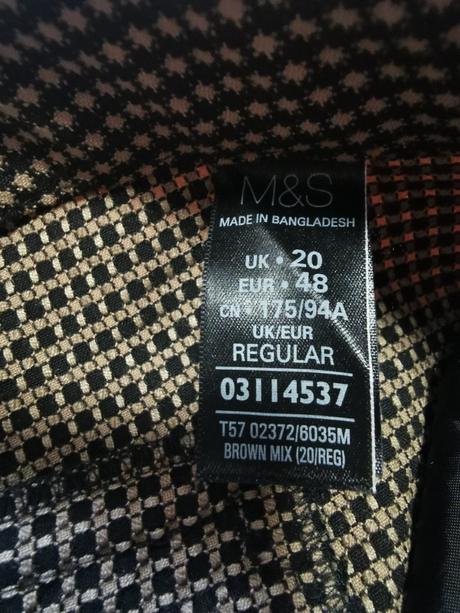 M&S
MADE IN BANGLADESH
UK • 20
EUR • 48
CN • 175/94A
UK/EUR
REGULAR
03114537
T57 02372/6035M
BROWN MIX (20/REG)